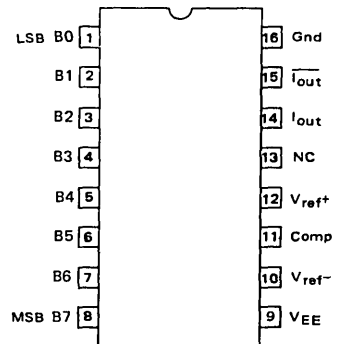 LSB B0 1 16 Gnd
B1 2 15 I̅o̅u̅t̅
B2 3 14 Iout
B3 4 13 NC
B4 5 12 Vref+
B5 6 11 Comp
B6 7 10 Vref-
MSB B7 8 9 VEE